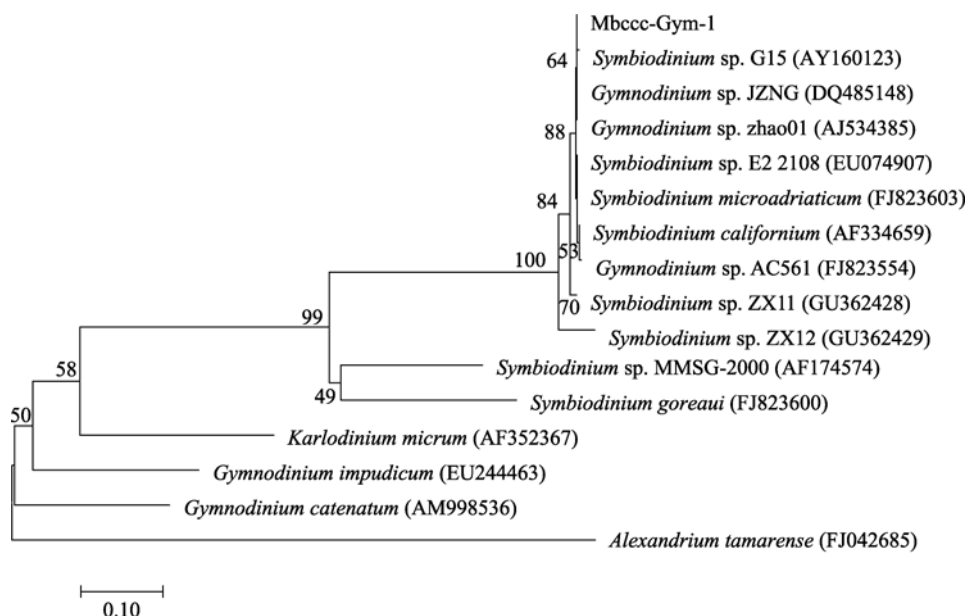 Mbccc-Gym-1
64
Symbiodinium sp. G15 (AY160123)
Gymnodinium sp. JZNG (DQ485148)
88
Gymnodinium sp. zhao01 (AJ534385)
Symbiodinium sp. E2 2108 (EU074907)
84
Symbiodinium microadriaticum (FJ823603)
Symbiodinium californium (AF334659)
53
100
Gymnodinium sp. AC561 (FJ823554)
70
Symbiodinium sp. ZX11 (GU362428)
99
Symbiodinium sp. ZX12 (GU362429)
58
Symbiodinium sp. MMSG-2000 (AF174574)
49
Symbiodinium goreaui (FJ823600)
50
Karlodinium micrum (AF352367)
Gymnodinium impudicum (EU244463)
Gymnodinium catenatum (AM998536)
Alexandrium tamarense (FJ042685)
0.10